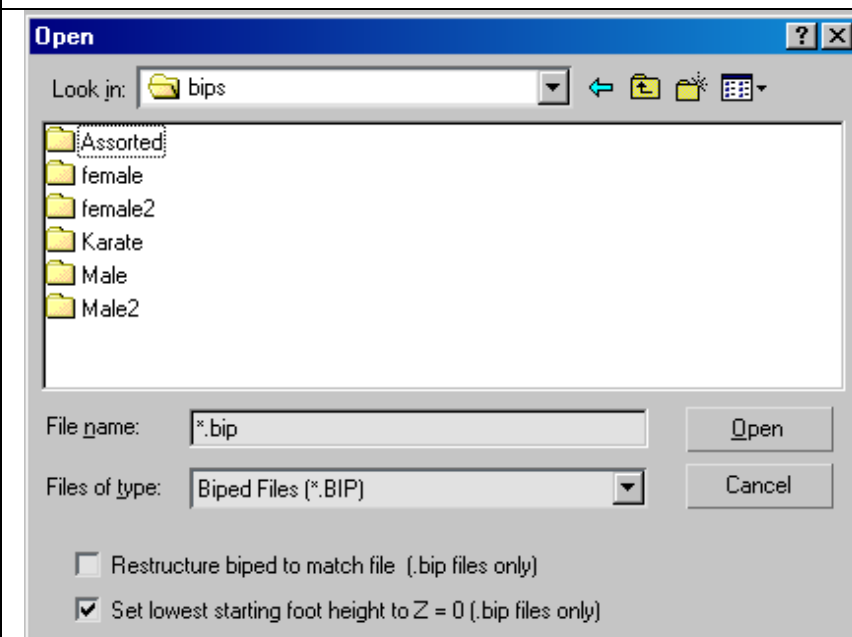 Open
Look in: bips
Assorted
female
female2
Karate
Male
Male2
File name: *.bip Open
Files of type: Biped Files (*.BIP) Cancel
Restructure biped to match file (.bip files only)
Set lowest starting foot height to Z = 0 (.bip files only)